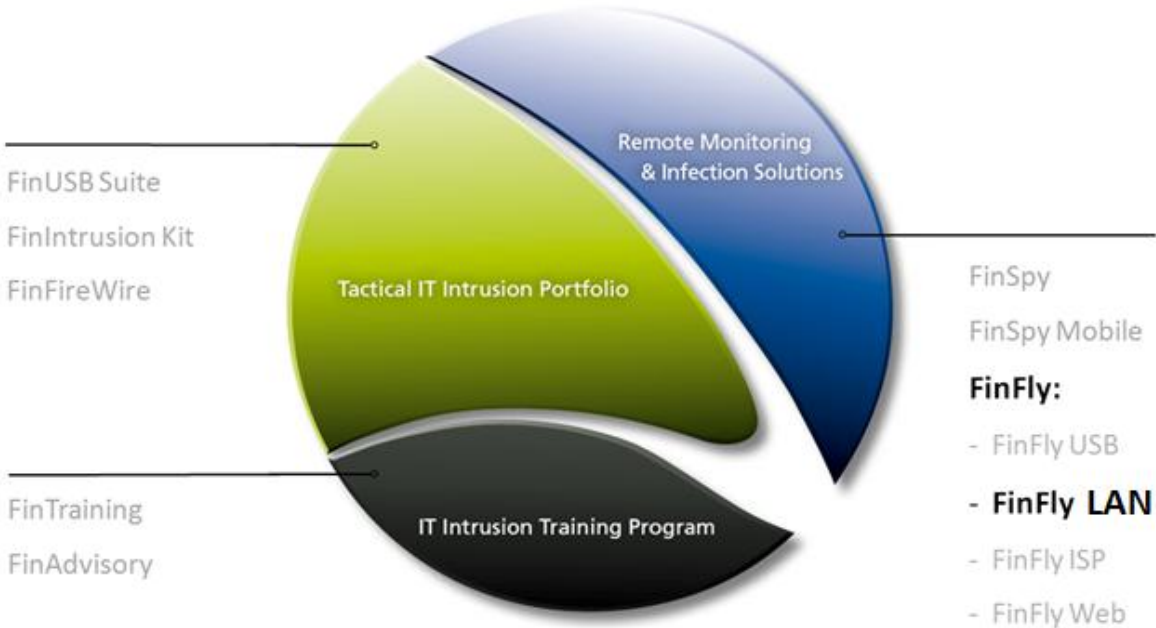 Remote Monitoring
& Infection Solutions
FinUSB Suite
FinIntrusion Kit
FinFireWire
Tactical IT Intrusion Portfolio
FinSpy
FinSpy Mobile
FinFly:
- FinFly USB
- FinFly LAN
- FinFly ISP
- FinFly Web
FinTraining
FinAdvisory
IT Intrusion Training Program